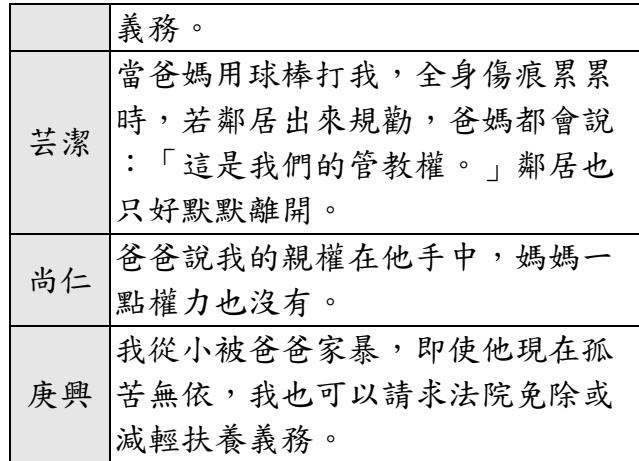 義務。
芸潔
當爸媽用球棒打我，全身傷痕累累
時，若鄰居出來規勸，爸媽都會說
：「這是我們的管教權。」鄰居也
只好默默離開。
尚仁
爸爸說我的親權在他手中，媽媽一
點權力也沒有。
庚興
我從小被爸爸家暴，即使他現在孤
苦無依，我也可以請求法院免除或
減輕扶養義務。